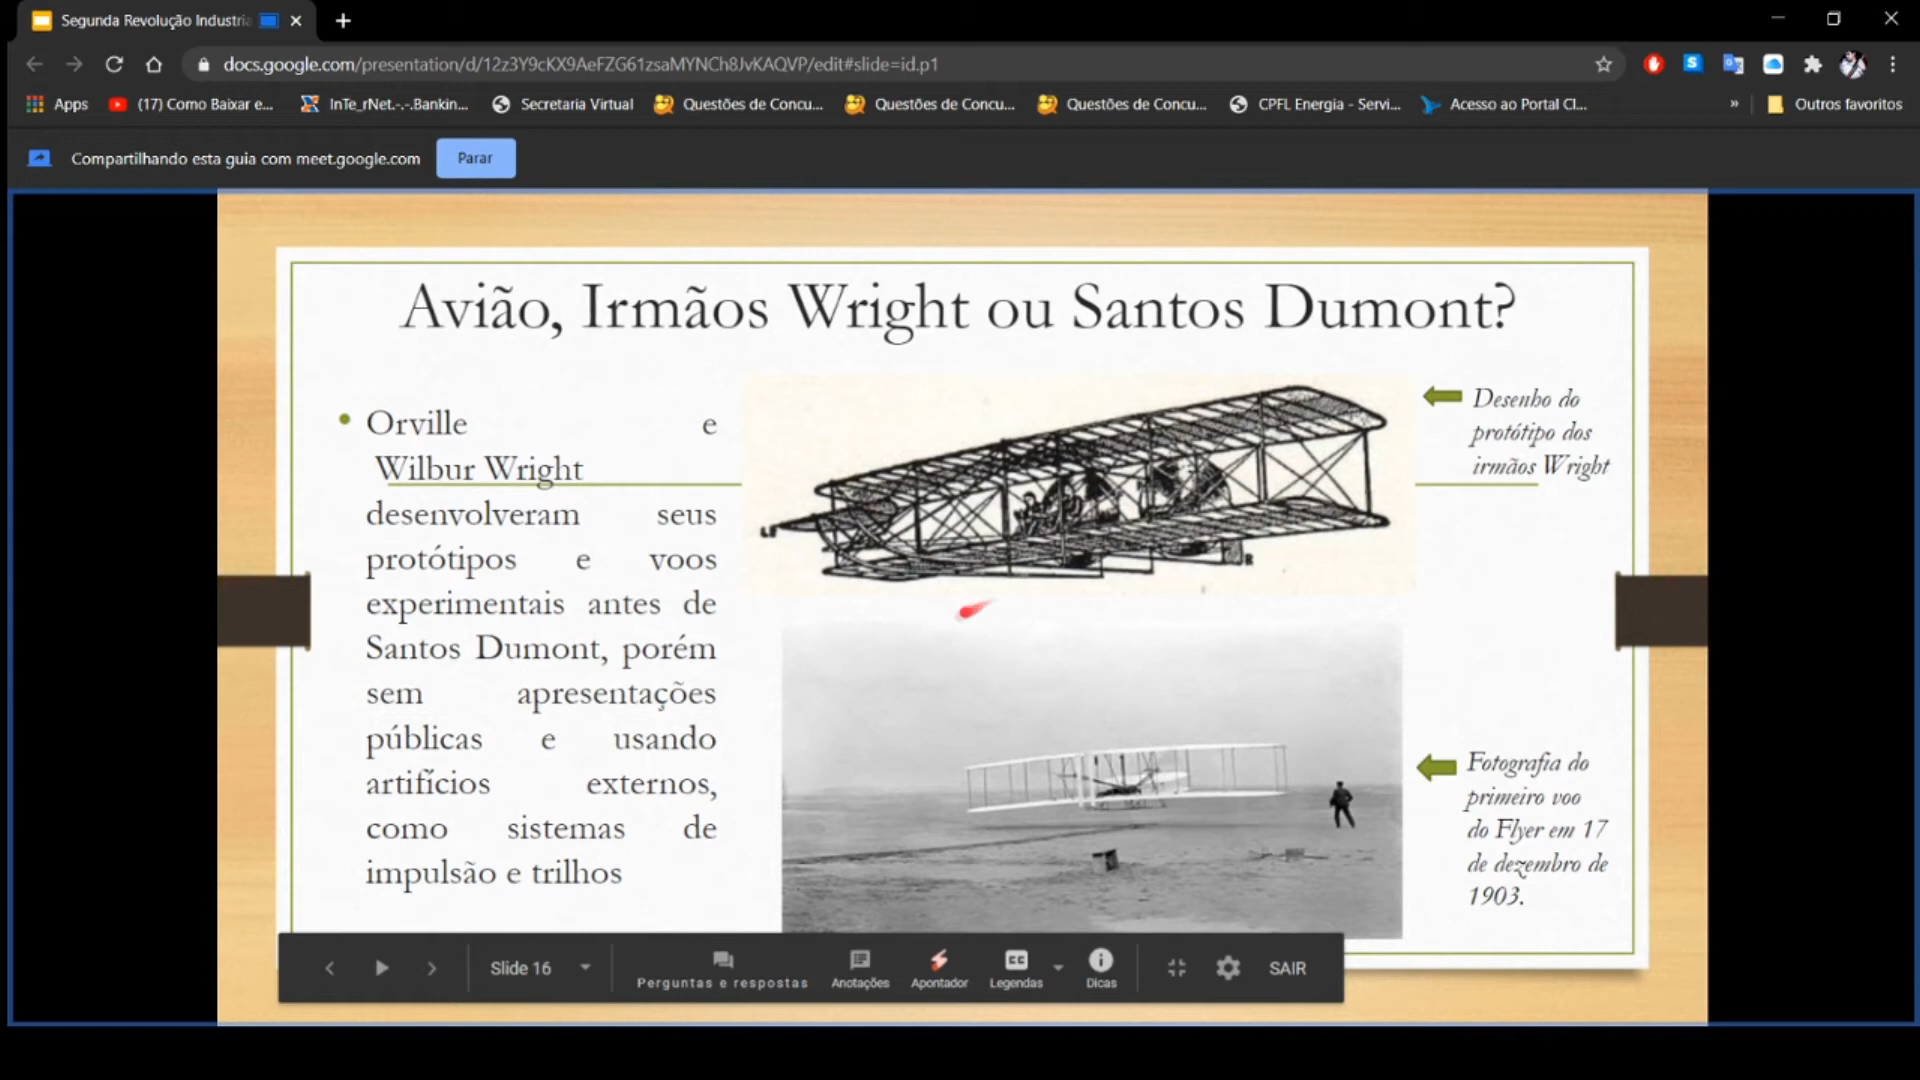 Segunda Revolução Industria
docs.google.com/presentation/d/12z3Y9cKX9AeFZG61zsaMYNCh8JvKAQVP/edit#slide=id.p1
Apps
(17) Como Baixar e...
InTe_rNet.-.-.Bankin...
Secretaria Virtual
Questões de Concu...
Questões de Concu...
Questões de Concu...
CPFL Energia - Servi...
Acesso ao Portal Cl...
»
Outros favoritos
Compartilhando esta guia com meet.google.com
Parar
Avião, Irmãos Wright ou Santos Dumont?
• Orville e
Wilbur Wright
desenvolveram seus
protótipos e voos
experimentais antes de
Santos Dumont, porém
sem apresentações
públicas e usando
artifícios externos,
como sistemas de
impulsão e trilhos
Desenho do
protótipo dos
irmãos Wright
Fotografia do
primeiro voo
do Flyer em 17
de dezembro de
1903.
Slide 16
Perguntas e respostas
Anotações
Apontador
CC
Legendas
Dicas
SAIR